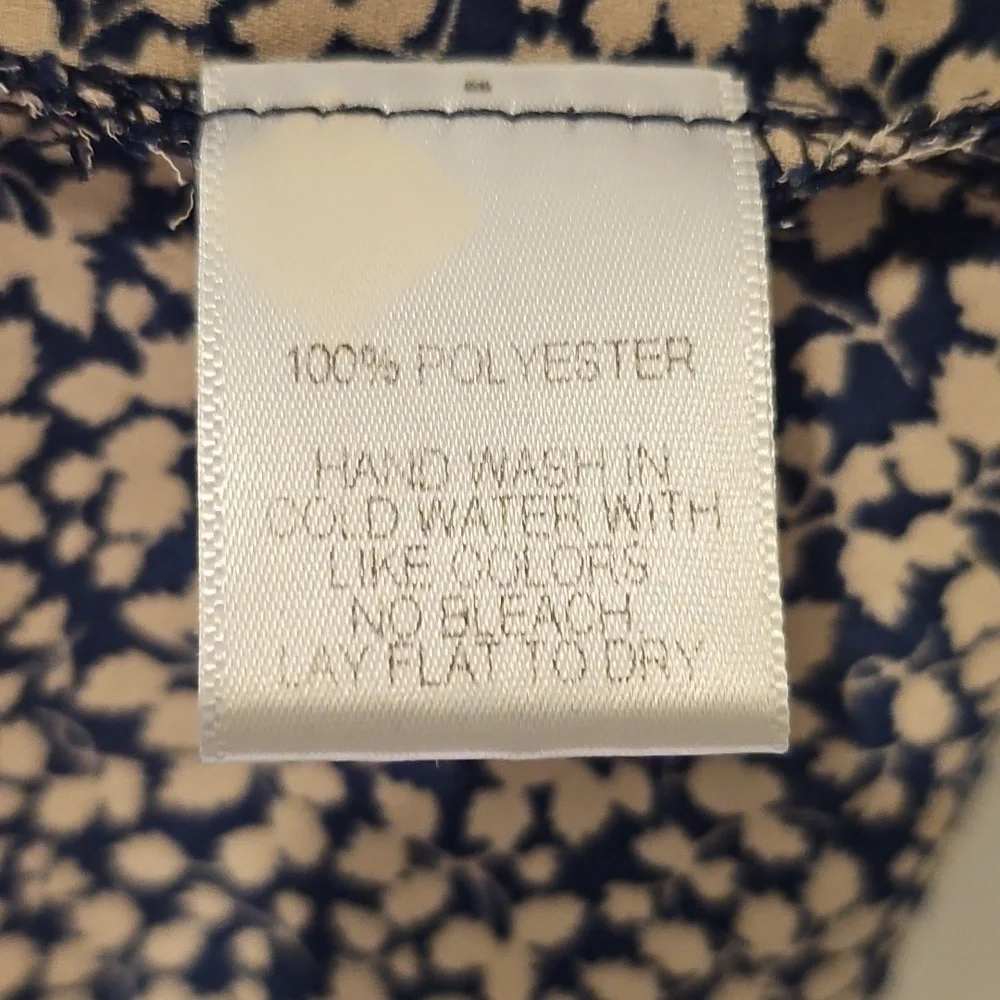 100% POLYESTER
HAND WASH IN
COLD WATER WITH
LIKE COLORS
NO BLEACH
LAY FLAT TO DRY